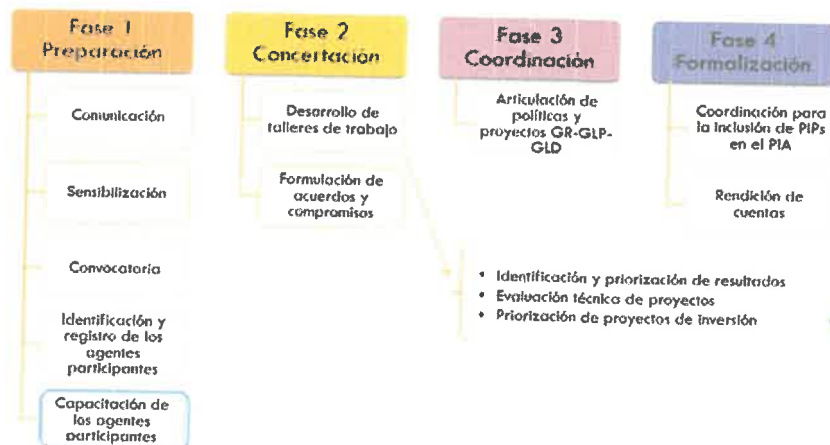 Fase 1
Preparación
Comunicación
Sensibilización
Convocatoria
Identificación y
registro de los
agentes
participantes
Capacitación de
los agentes
participantes
Fase 2
Concertación
Desarrollo de
talleres de trabajo
Formulación de
acuerdos y
compromisos
Fase 3
Coordinación
Articulación de
políticas y
proyectos GR-GLP-
GLD
Fase 4
Formalización
Coordinación para
la inclusión de PIPs
en el PIA
Rendición de
cuentas
• Identificación y priorización de resultados
• Evaluación técnica de proyectos
• Priorización de proyectos de inversión